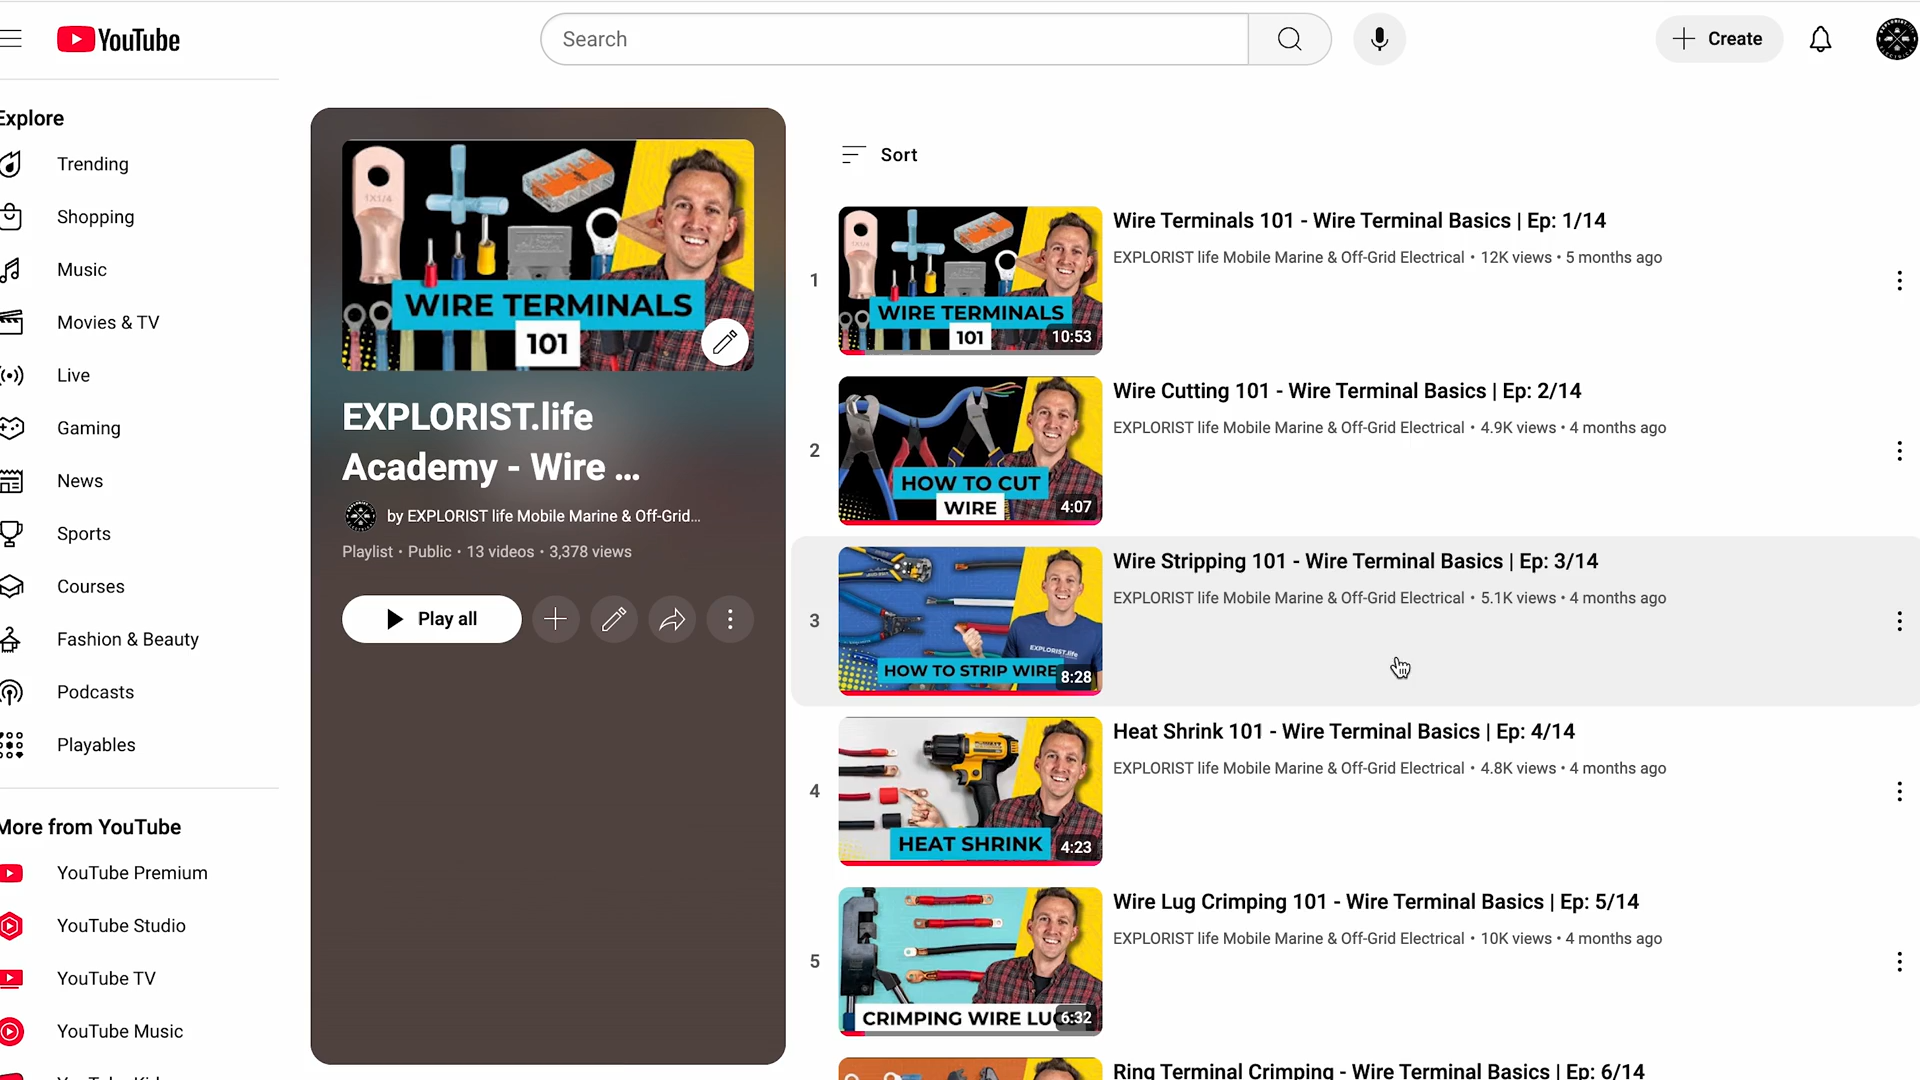 YouTube
Search
Create
Explore
Trending
Shopping
Music
Movies & TV
Live
Gaming
News
Sports
Courses
Fashion & Beauty
Podcasts
Playables
More from YouTube
YouTube Premium
YouTube Studio
YouTube TV
YouTube Music
1X1/4
WIRE TERMINALS
101
EXPLORIST.life
Academy - Wire ...
by EXPLORIST life Mobile Marine & Off-Grid...
Playlist • Public • 13 videos • 3,378 views
Play all
Sort
1
WIRE TERMINALS
101
10:53
Wire Terminals 101 - Wire Terminal Basics | Ep: 1/14
EXPLORIST life Mobile Marine & Off-Grid Electrical • 12K views • 5 months ago
2
HOW TO CUT
WIRE
4:07
Wire Cutting 101 - Wire Terminal Basics | Ep: 2/14
EXPLORIST life Mobile Marine & Off-Grid Electrical • 4.9K views • 4 months ago
3
EXPLORIST.life
HOW TO STRIP WIRE
8:28
Wire Stripping 101 - Wire Terminal Basics | Ep: 3/14
EXPLORIST life Mobile Marine & Off-Grid Electrical • 5.1K views • 4 months ago
4
HEAT SHRINK
4:23
Heat Shrink 101 - Wire Terminal Basics | Ep: 4/14
EXPLORIST life Mobile Marine & Off-Grid Electrical • 4.8K views • 4 months ago
5
CRIMPING WIRE
6:32
Wire Lug Crimping 101 - Wire Terminal Basics | Ep: 5/14
EXPLORIST life Mobile Marine & Off-Grid Electrical • 10K views • 4 months ago
Ring Terminal Crimping - Wire Terminal Basics | Ep: 6/14